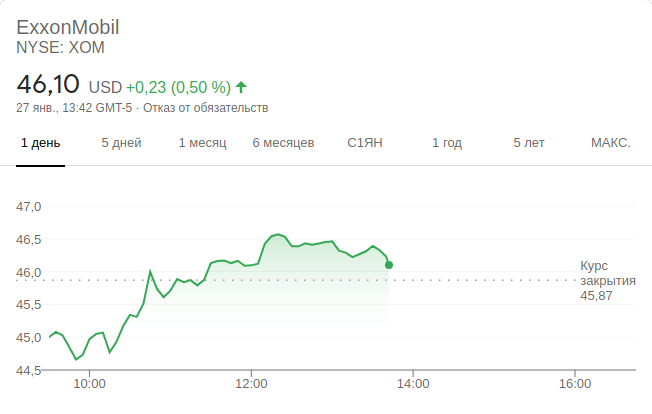 ExxonMobil
NYSE: XOM
46,10 USD +0,23 (0,50 %)
27 янв., 13:42 GMT-5 · Отказ от обязательств
1 день 5 дней 1 месяц 6 месяцев С1ЯН 1 год 5 лет МАКС.
47,0
46,5
46,0
45,5
45,0
44,5
Курс
закрытия
45,87
10:00 12:00 14:00 16:00